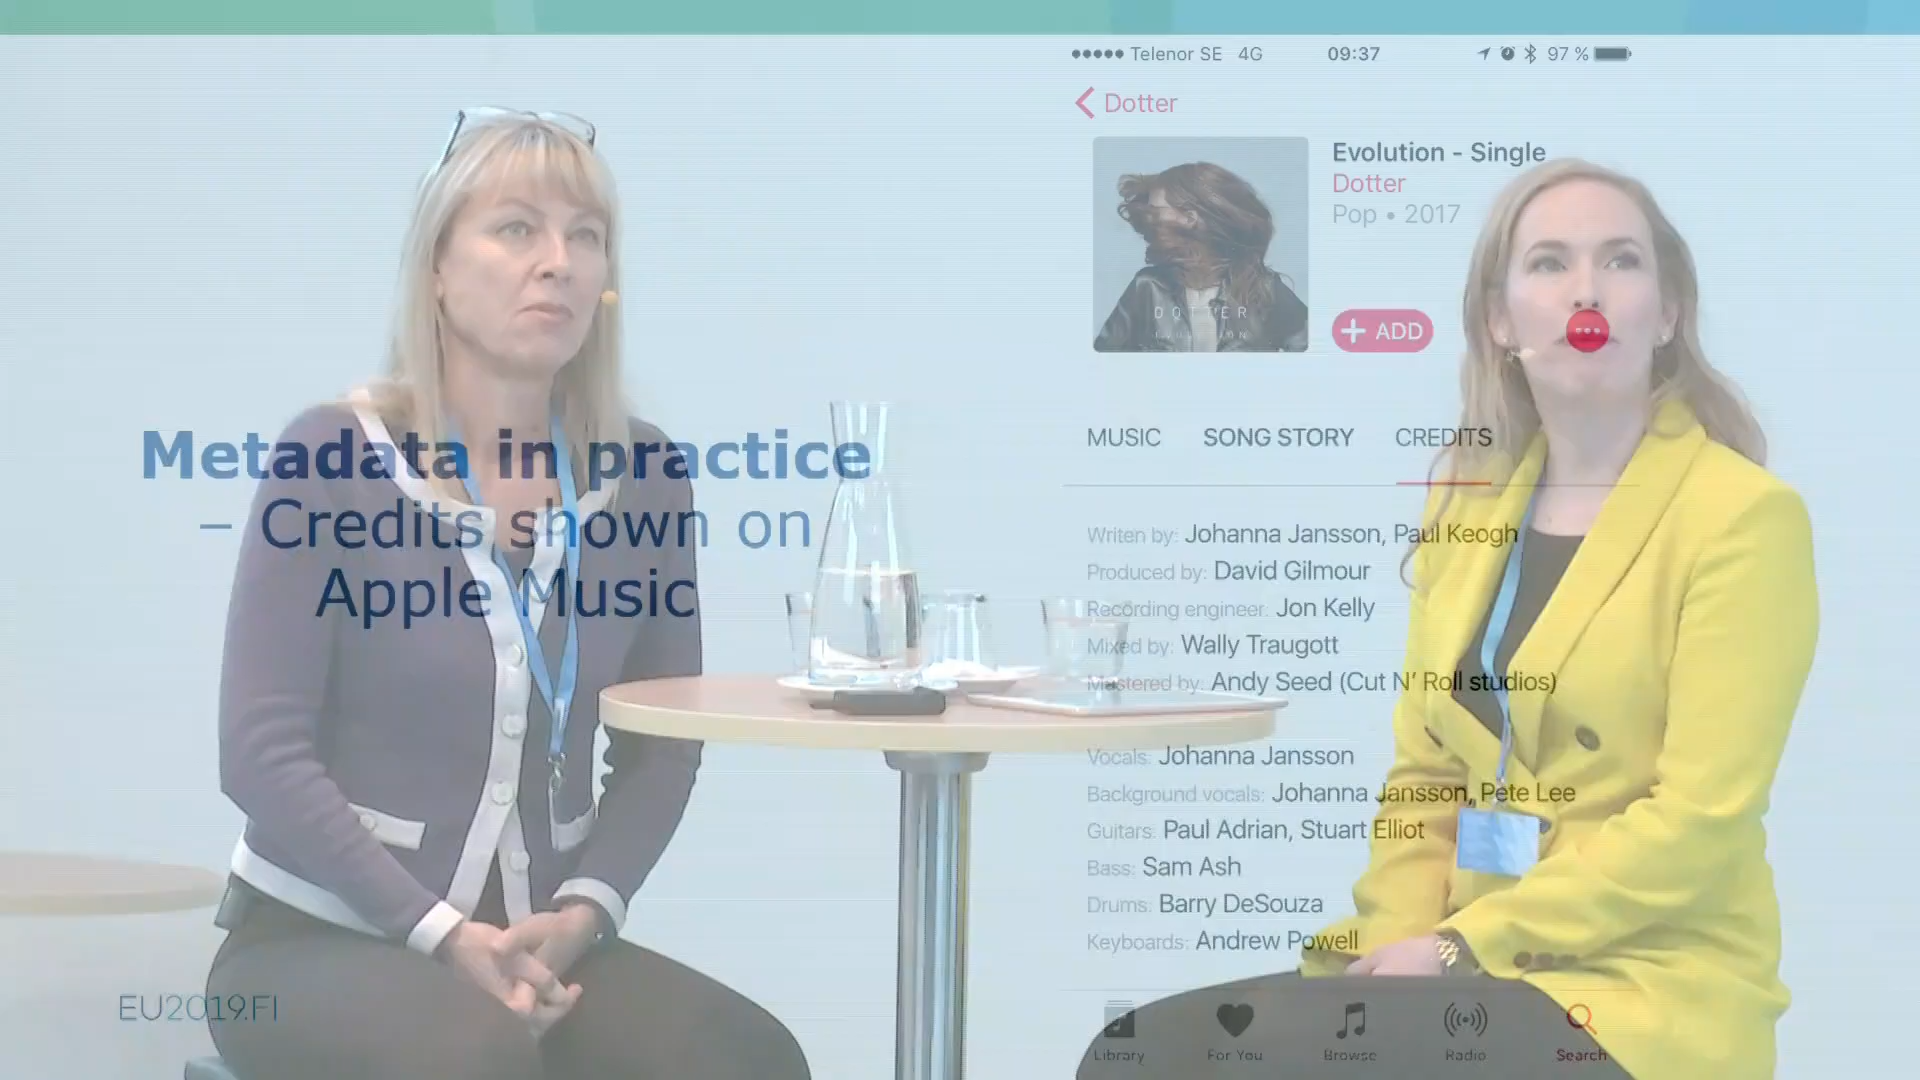 Telenor SE 4G 09:37 97 %
Dotter
Evolution - Single
Dotter
Pop • 2017
DOTTER
EVOLUTION
+ ADD
MUSIC SONG STORY CREDITS
Metadata in practice
– Credits shown on
Apple Music
Writen by: Johanna Jansson, Paul Keogh
Produced by: David Gilmour
Recording engineer: Jon Kelly
Mixed by: Wally Traugott
Mastered by: Andy Seed (Cut N' Roll studios)
Vocals: Johanna Jansson
Background vocals: Johanna Jansson, Pete Lee
Guitars: Paul Adrian, Stuart Elliot
Bass: Sam Ash
Drums: Barry DeSouza
Keyboards: Andrew Powell
EU2019.FI
Library For You Browse Radio Search